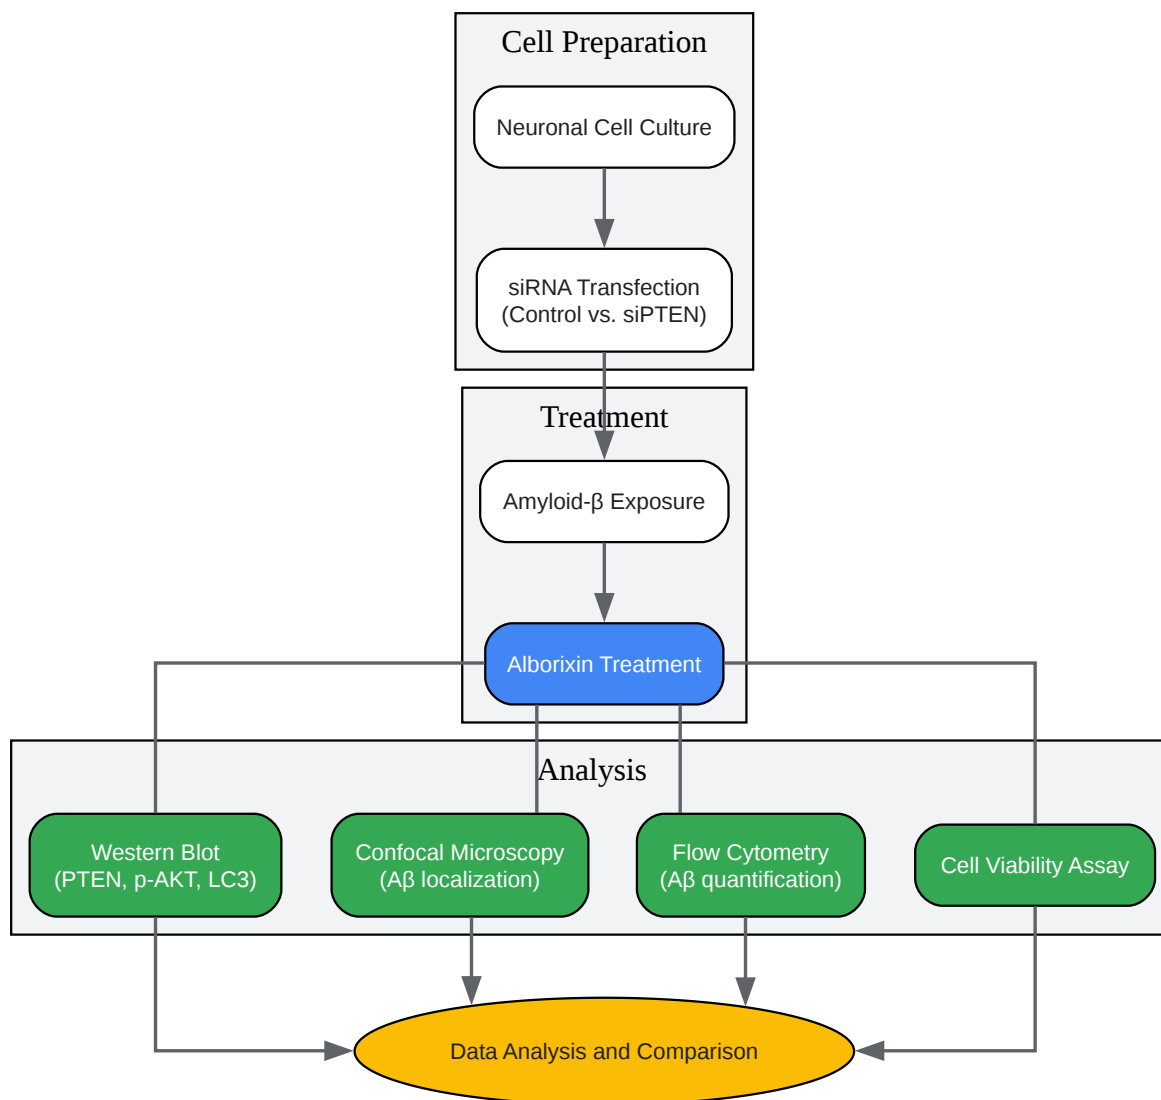 Cell Preparation
Neuronal Cell Culture
siRNA Transfection
(Control vs. siPTEN)
Treatment
Amyloid-β Exposure
Alborixin Treatment
Analysis
Western Blot
(PTEN, p-AKT, LC3)
Confocal Microscopy
(Aβ localization)
Flow Cytometry
(Aβ quantification)
Cell Viability Assay
Data Analysis and Comparison